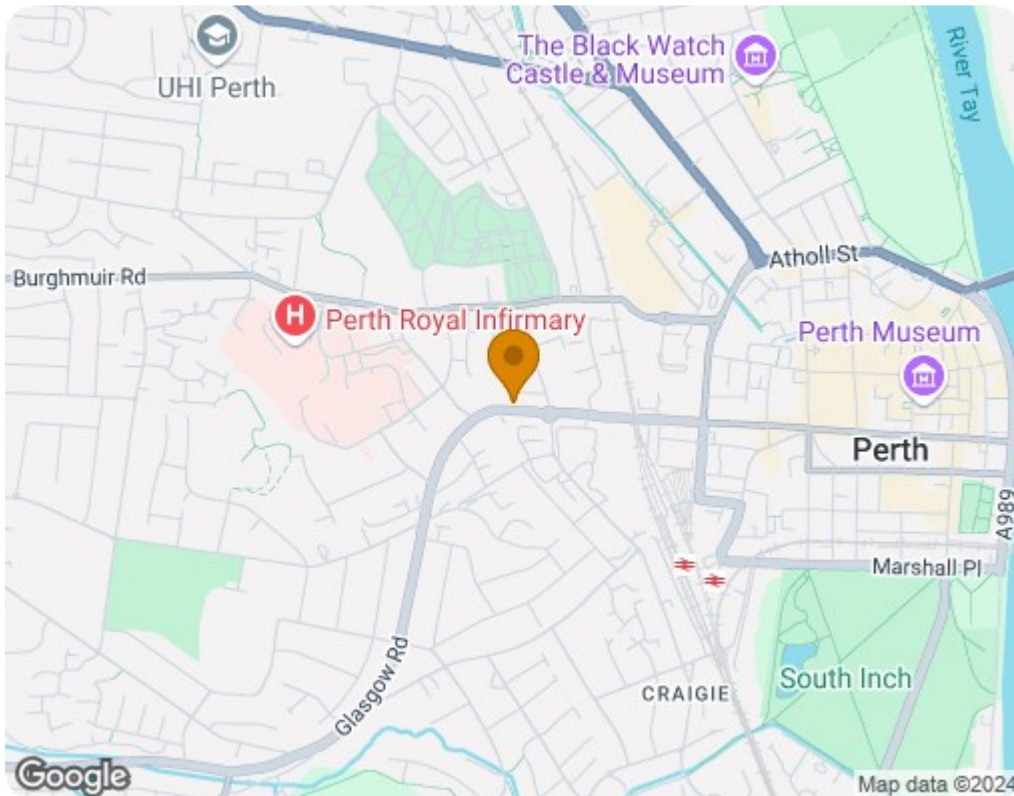 UHI Perth
The Black Watch
Castle & Museum
River Tay
Burghmuir Rd
Atholl St
H
Perth Royal Infirmary
Perth Museum
Perth
A989
Marshall Pl
Glasgow Rd
CRAIGIE
South Inch
Google
Map data ©2024